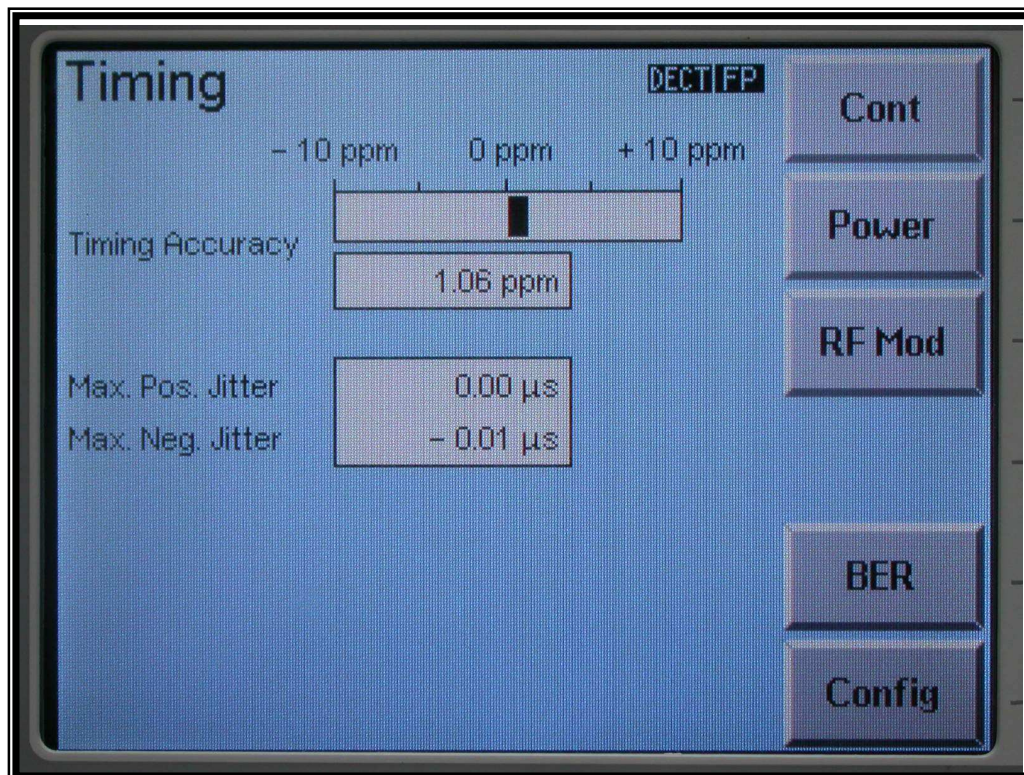 Timing
DECT FP
– 10 ppm 0 ppm + 10 ppm
Timing Accuracy
1.06 ppm
Max. Pos. Jitter 0.00 µs
Max. Neg. Jitter – 0.01 µs
Cont
Power
RF Mod
BER
Config